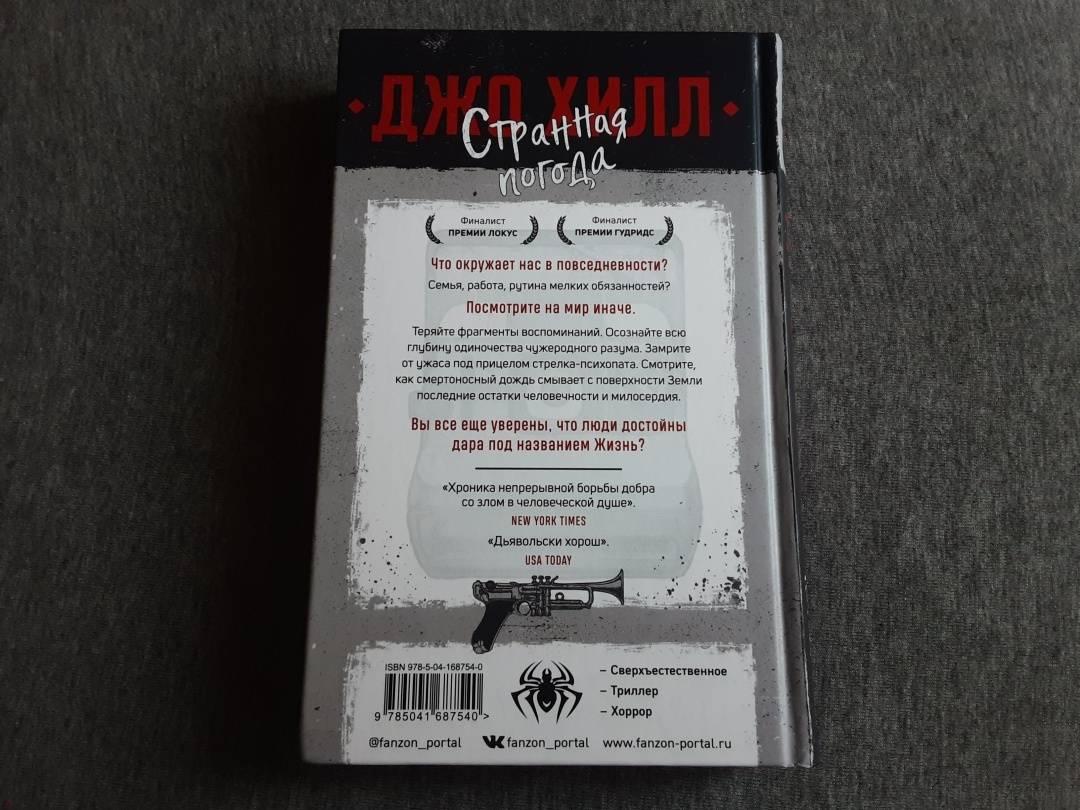 ДЖО ХИЛЛ
Странная
погода
Финалист
ПРЕМИИ ЛОКУС
Финалист
ПРЕМИИ ГУДРИДС
Что окружает нас в повседневности?
Семья, работа, рутина мелких обязанностей?
Посмотрите на мир иначе.
Теряйте фрагменты воспоминаний. Осознайте всю
глубину одиночества чужеродного разума. Замрите
от ужаса под прицелом стрелка-психопата. Смотрите,
как смертоносный дождь смывает с поверхности Земли
последние остатки человечности и милосердия.
Вы все еще уверены, что люди достойны
дара под названием Жизнь?
«Хроника непрерывной борьбы добра
со злом в человеческой душе».
NEW YORK TIMES
«Дьявольски хорош».
USA TODAY
ISBN 978-5-04-168754-0
9 785041 687540 >
– Сверхъестественное
– Триллер
– Хоррор
@fanzon_portal
fanzon_portal
www.fanzon-portal.ru